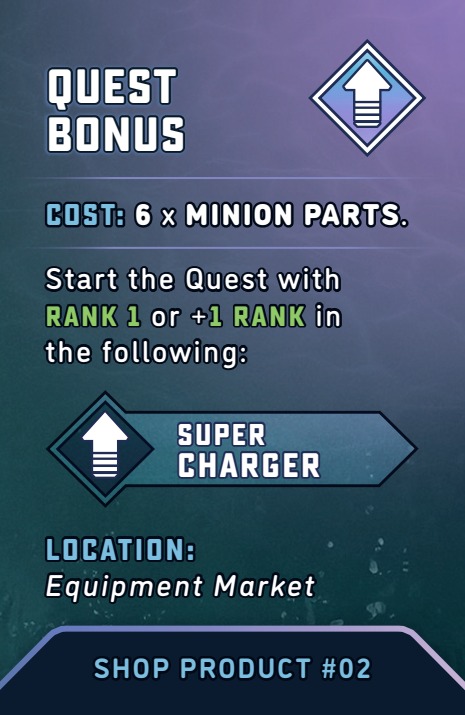 QUEST
BONUS
COST: 6 x MINION PARTS.
Start the Quest with
RANK 1 or +1 RANK in
the following:
SUPER
CHARGER
LOCATION:
Equipment Market
SHOP PRODUCT #02